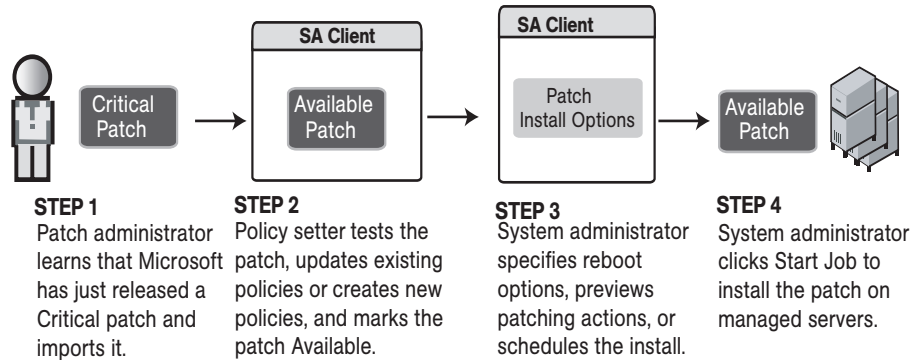 SA Client
SA Client
Critical
Patch
Available
Patch
Patch
Install Options
Available
Patch
STEP 1
Patch administrator
learns that Microsoft
has just released a
Critical patch and
imports it.
STEP 2
Policy setter tests the
patch, updates existing
policies or creates new
policies, and marks the
patch Available.
STEP 3
System administrator
specifies reboot
options, previews
patching actions, or
schedules the install.
STEP 4
System administrator
clicks Start Job to
install the patch on
managed servers.